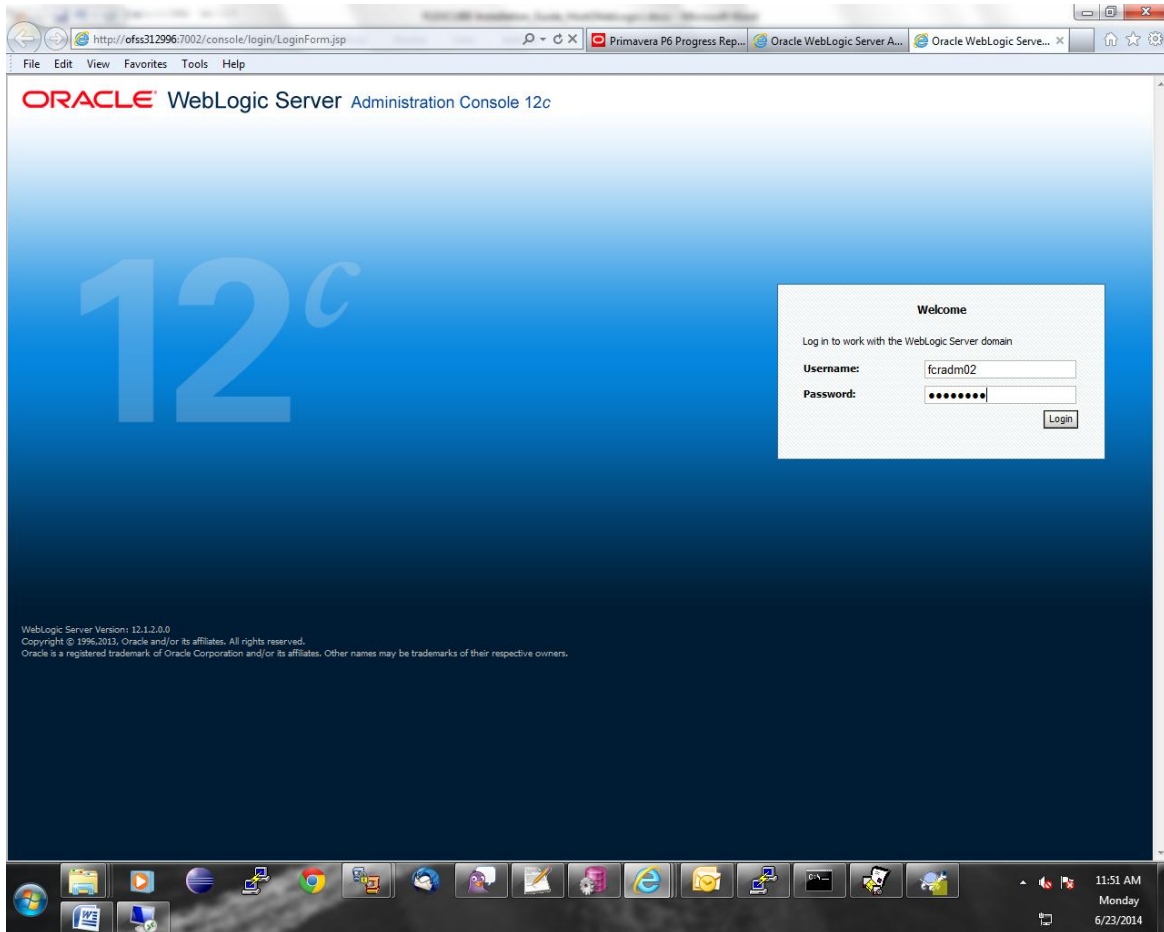 http://ofss312996:7002/console/login/LoginForm.jsp
Primavera P6 Progress Rep...
Oracle WebLogic Server A...
Oracle WebLogic Serve...
File Edit View Favorites Tools Help
ORACLE WebLogic Server Administration Console 12c
12c
Welcome
Log in to work with the WebLogic Server domain
Username: fcradm02
Password: ••••••••
Login
WebLogic Server Version: 12.1.2.0.0
Copyright © 1996,2013, Oracle and/or its affiliates. All rights reserved.
Oracle is a registered trademark of Oracle Corporation and/or its affiliates. Other names may be trademarks of their respective owners.
11:51 AM
Monday
6/23/2014